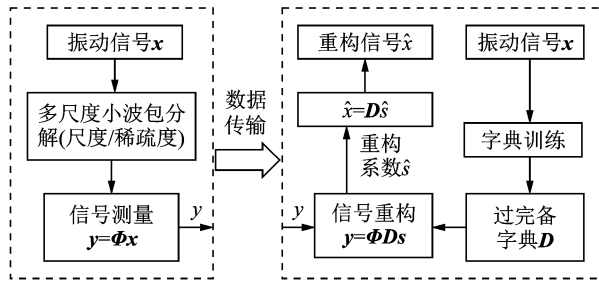 振动信号x
多尺度小波包分
解(尺度/稀疏度)
信号测量
y=Φx
y
数据
传输
y
重构信号x̂
x̂=Dŝ
重构
系数ŝ
信号重构
y=ΦDs
振动信号x
字典训练
过完备
字典D